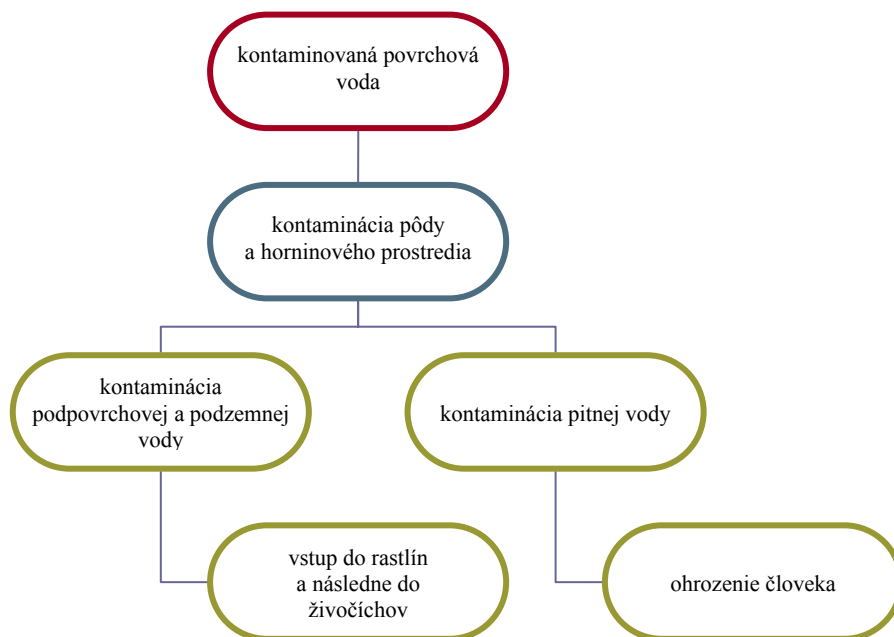 kontaminovaná povrchová
voda
kontaminácia pôdy
a horninového prostredia
kontaminácia
podpovrchovej a podzemnej
vody
kontaminácia pitnej vody
vstup do rastlín
a následne do
živočíchov
ohrozenie človeka